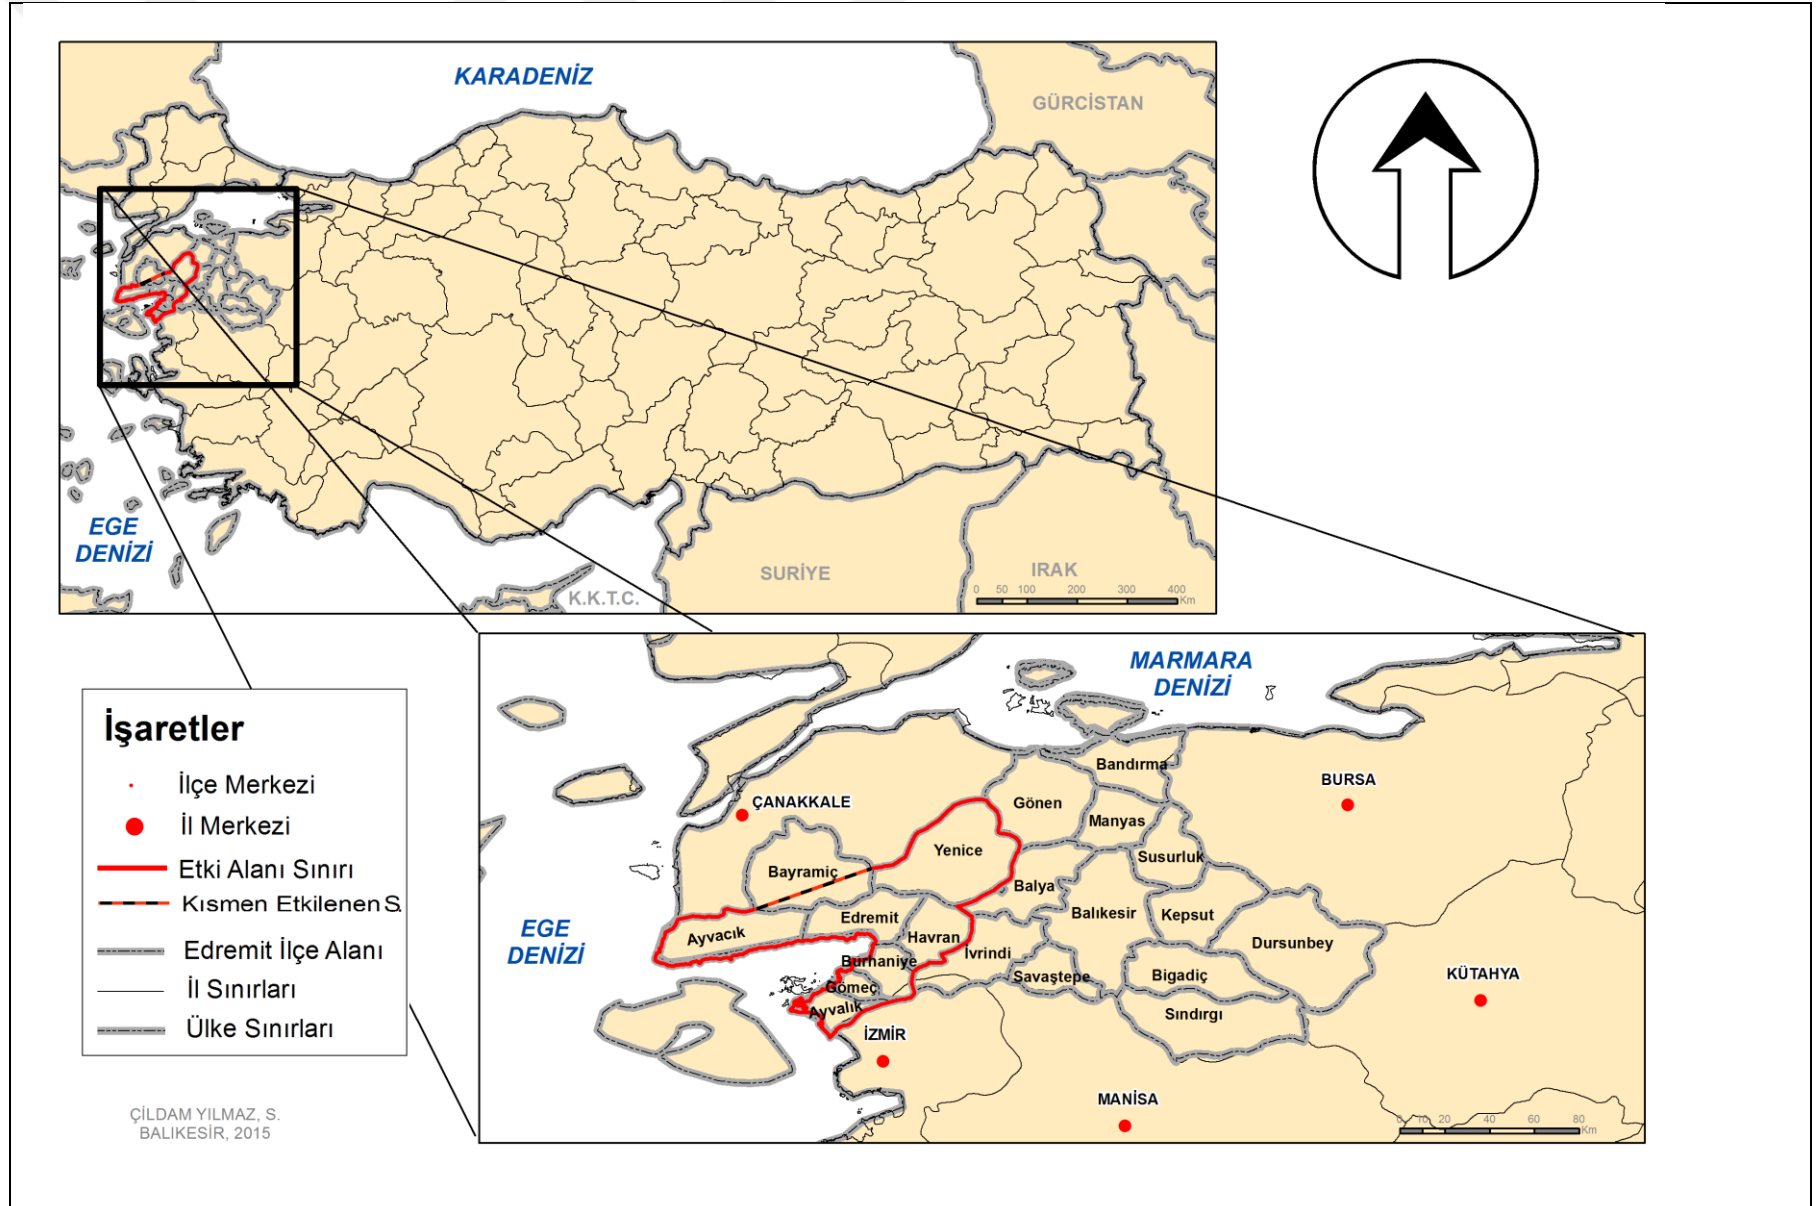 KARADENİZ
GÜRCİSTAN
EGE
DENİZİ
SURİYE
IRAK
K.K.T.C.
0 50 100 200 300 400
Km
İşaretler
İlçe Merkezi
İl Merkezi
Etki Alanı Sınırı
Kısmen Etkilenen S.
Edremit İlçe Alanı
İl Sınırları
Ülke Sınırları
ÇİLDAM YILMAZ, S.
BALIKESİR, 2015
MARMARA
DENİZİ
Bandırma
BURSA
ÇANAKKALE
Gönen
Manyas
Yenice
Susurluk
Bayramiç
Balya
Balıkesir
Kepsut
Edremit
Ayvacık
Havran
EGE
DENİZİ
Dursunbey
İvrindi
Burhaniye
Savaştepe
Bigadiç
KÜTAHYA
Gömeç
Ayvalık
Sındırgı
İZMİR
MANİSA
0 10 20 40 60 80
Km